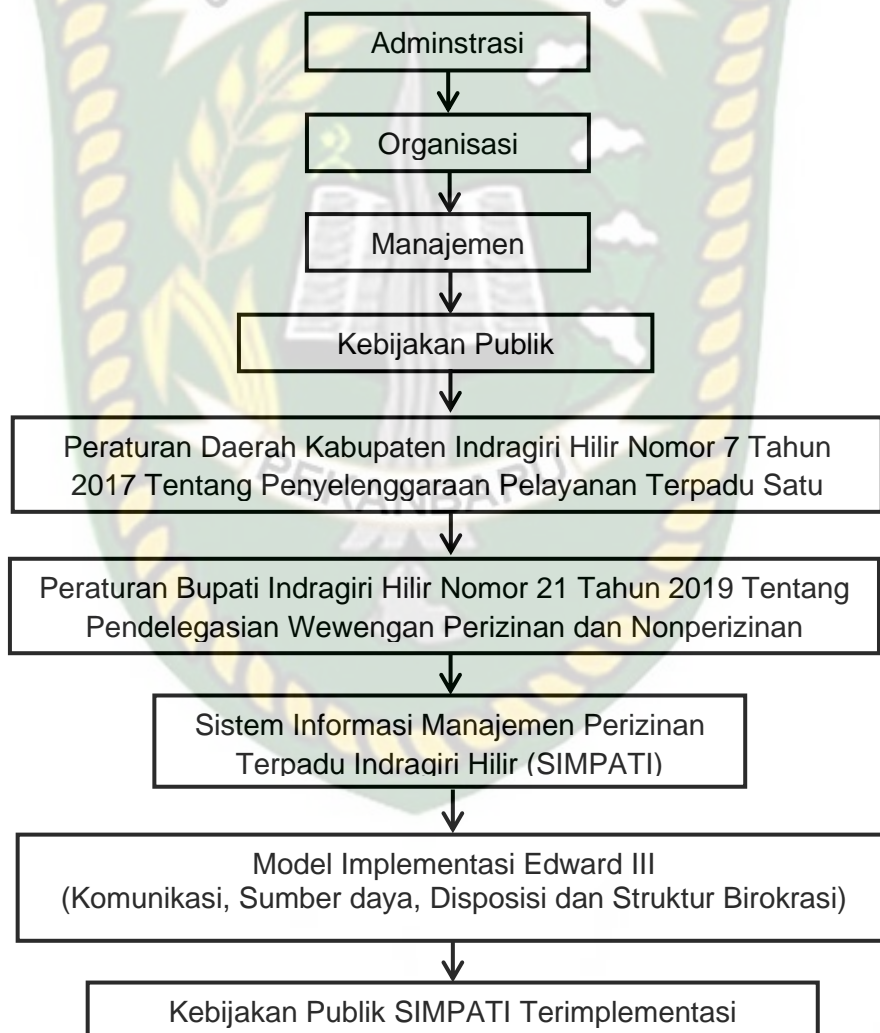 Adminstrasi
Organisasi
Manajemen
Kebijakan Publik
Peraturan Daerah Kabupaten Indragiri Hilir Nomor 7 Tahun
2017 Tentang Penyelenggaraan Pelayanan Terpadu Satu
PEKANBARU
Peraturan Bupati Indragiri Hilir Nomor 21 Tahun 2019 Tentang
Pendelegasian Wewengan Perizinan dan Nonperizinan
Sistem Informasi Manajemen Perizinan
Terpadu Indragiri Hilir (SIMPATI)
Model Implementasi Edward III
(Komunikasi, Sumber daya, Disposisi dan Struktur Birokrasi)
Kebijakan Publik SIMPATI Terimplementasi